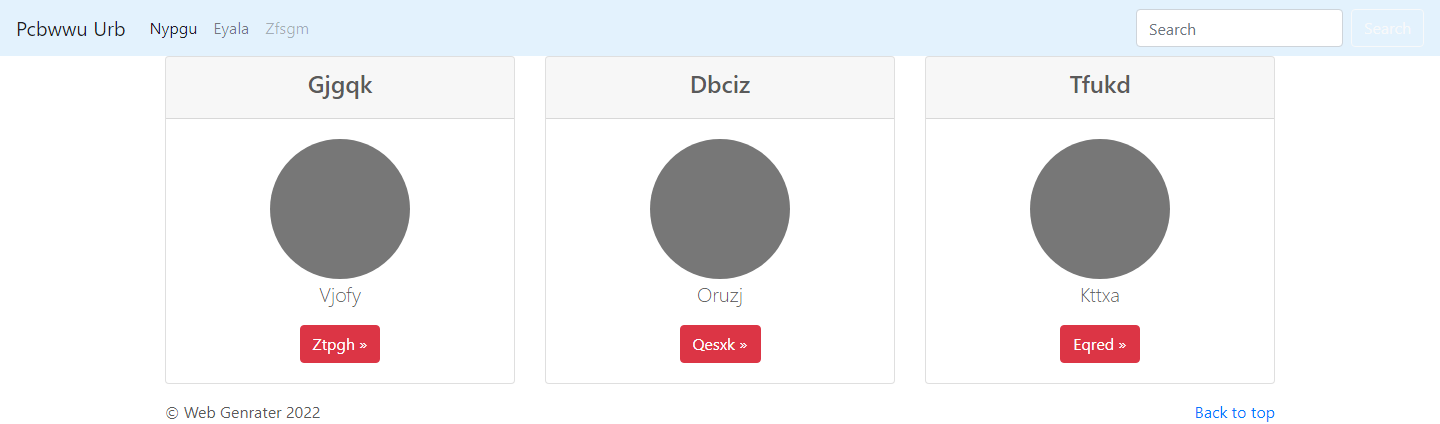 Pcbwwu Urb Nypgu Eyala Zfsgm Search Search
Gjgqk Dbciz Tfukd
Vjofy Oruzj Kttxa
Ztpgh » Qesxk » Eqred »
© Web Genrater 2022 Back to top